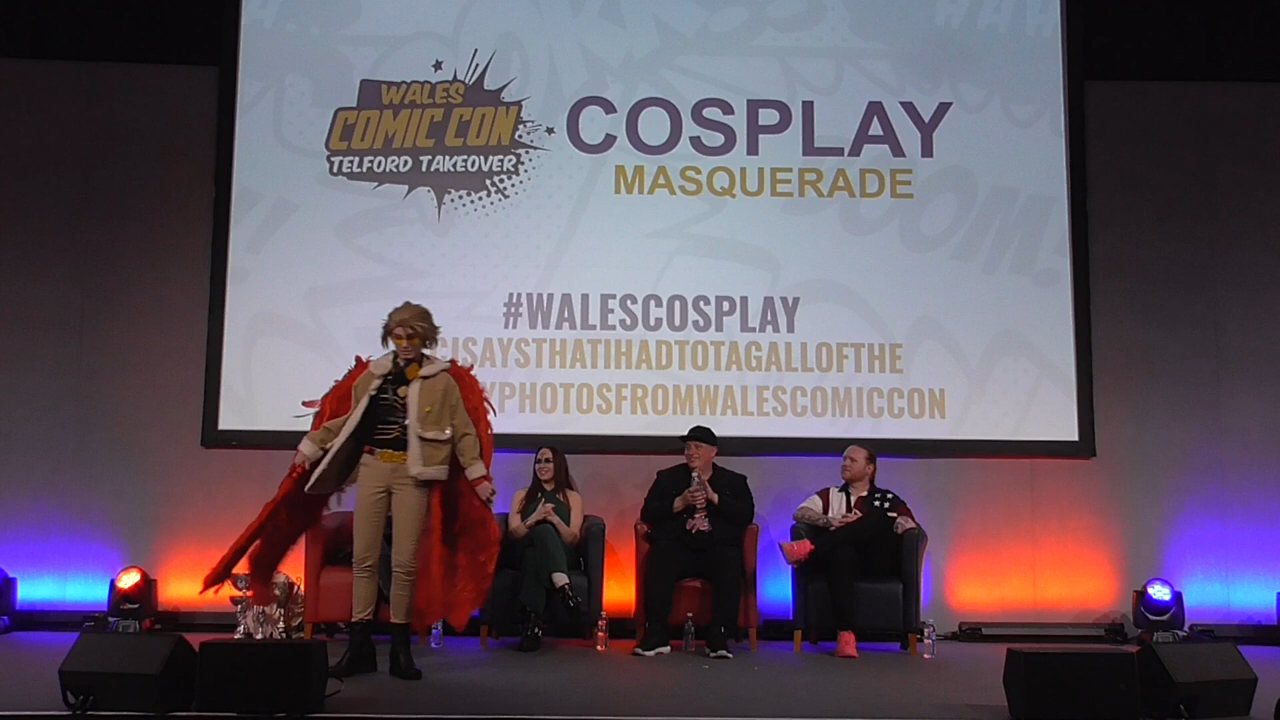 WALES
COMIC CON
TELFORD TAKEOVER
COSPLAY
MASQUERADE
#WALESCOSPLAY
CISAYSTHATIHADTOTAGALLOFTHE
YPHOTOSFROMWALESCOMICCON